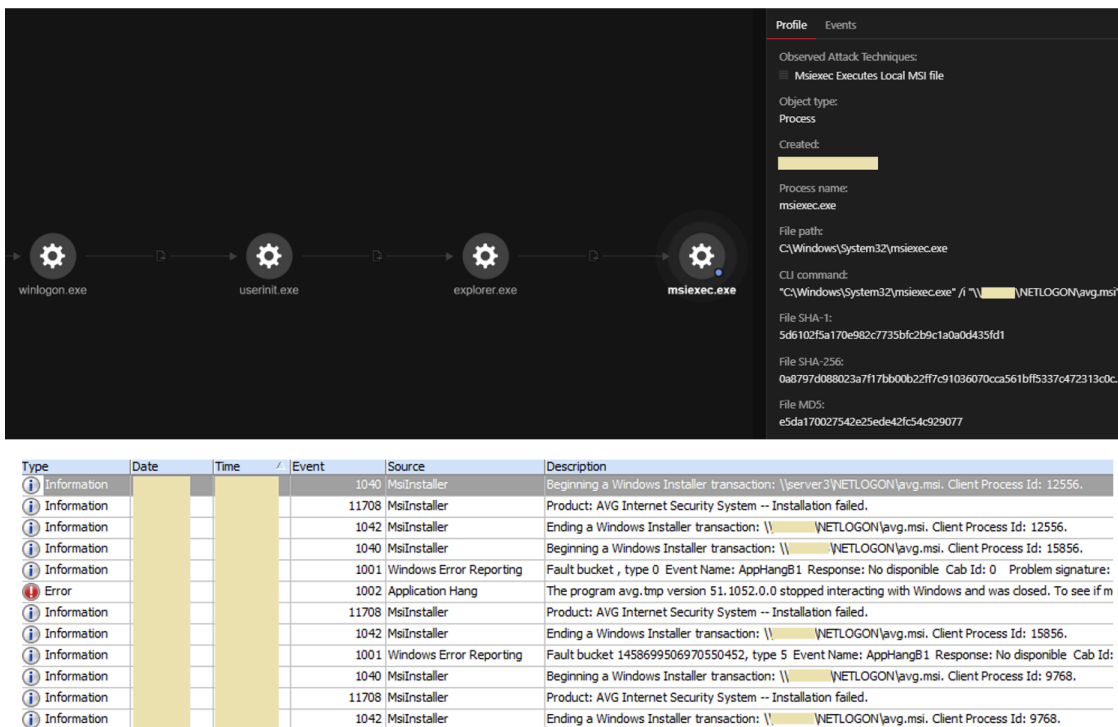 Profile Events
Observed Attack Techniques:
Msiexec Executes Local MSI file
Object type:
Process
Created:
Process name:
msiexec.exe
File path:
C:\Windows\System32\msiexec.exe
CLI command:
"C:\Windows\System32\msiexec.exe" /i "\\ \NETLOGON\avg.msi"
File SHA-1:
5d6102f5a170e982c7735bfc2b9c1a0a0d435fd1
File SHA-256:
0a8797d088023a7f17bb00b22ff7c91036070cca561bff5337c472313c0c...
File MD5:
e5da170027542e25ede42fc54c929077
winlogon.exe userinit.exe explorer.exe msiexec.exe
Type Date Time Event Source Description
Information 1040 MsiInstaller Beginning a Windows Installer transaction: \\server3\NETLOGON\avg.msi. Client Process Id: 12556.
Information 11708 MsiInstaller Product: AVG Internet Security System -- Installation failed.
Information 1042 MsiInstaller Ending a Windows Installer transaction: \\ \NETLOGON\avg.msi. Client Process Id: 12556.
Information 1040 MsiInstaller Beginning a Windows Installer transaction: \\ \NETLOGON\avg.msi. Client Process Id: 15856.
Information 1001 Windows Error Reporting Fault bucket , type 0 Event Name: AppHangB1 Response: No disponible Cab Id: 0 Problem signature:
Error 1002 Application Hang The program avg.tmp version 51.1052.0.0 stopped interacting with Windows and was closed. To see if m
Information 11708 MsiInstaller Product: AVG Internet Security System -- Installation failed.
Information 1042 MsiInstaller Ending a Windows Installer transaction: \\ \NETLOGON\avg.msi. Client Process Id: 15856.
Information 1001 Windows Error Reporting Fault bucket 1458699506970550452, type 5 Event Name: AppHangB1 Response: No disponible Cab Id:
Information 1040 MsiInstaller Beginning a Windows Installer transaction: \\ \NETLOGON\avg.msi. Client Process Id: 9768.
Information 11708 MsiInstaller Product: AVG Internet Security System -- Installation failed.
Information 1042 MsiInstaller Ending a Windows Installer transaction: \\ \NETLOGON\avg.msi. Client Process Id: 9768.